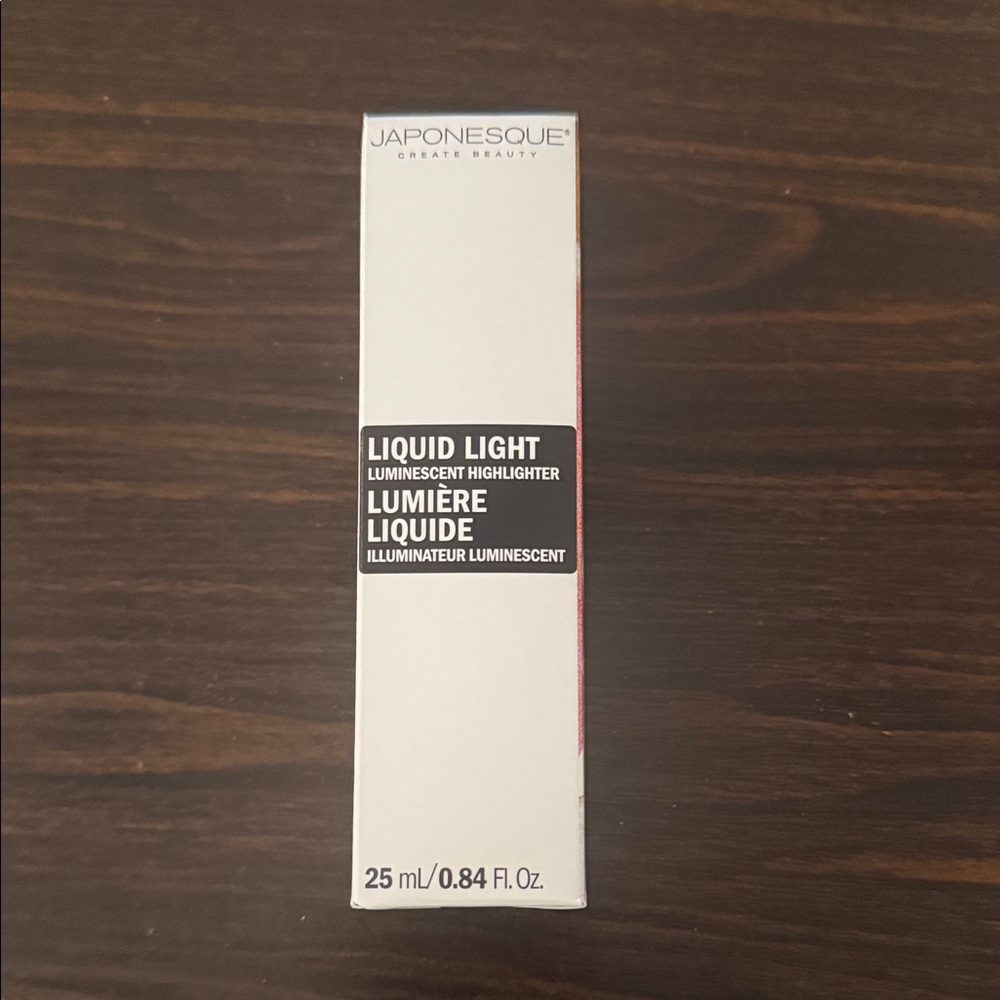 JAPONESQUE®
CREATE BEAUTY
LIQUID LIGHT
LUMINESCENT HIGHLIGHTER
LUMIÈRE
LIQUIDE
ILLUMINATEUR LUMINESCENT
25 mL/0.84 Fl. Oz.